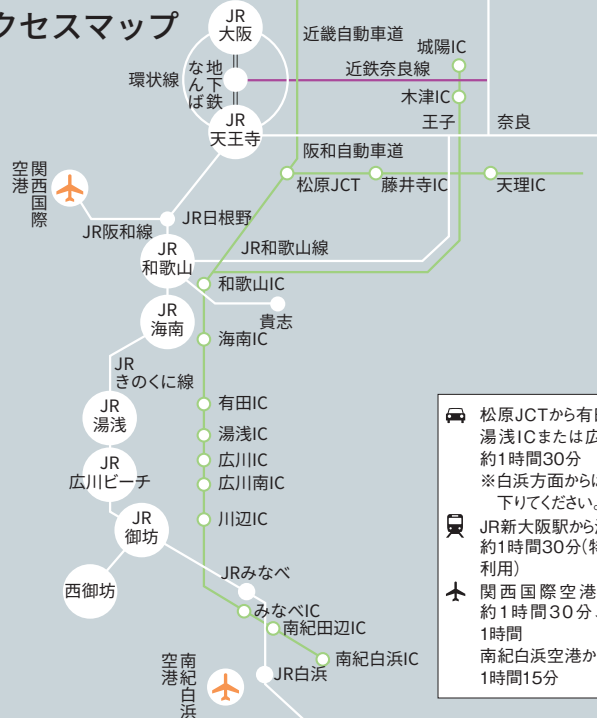 クセスマップ
JR
大阪
近畿自動車道
城陽IC
近鉄奈良線
環状線
地下鉄
なんば
木津IC
王子
奈良
JR
天王寺
阪和自動車道
松原JCT
藤井寺IC
天理IC
関西国際
空港
JR日根野
JR阪和線
JR
和歌山
JR和歌山線
和歌山IC
貴志
JR
海南
海南IC
JR
きのくに線
有田IC
JR
湯浅
湯浅IC
広川IC
JR
広川ビーチ
広川南IC
川辺IC
JR
御坊
西御坊
JRみなべ
みなべIC
南紀田辺IC
南紀白浜IC
JR白浜
南紀白浜
空港
松原JCTから有
湯浅ICまたは広
約1時間30分
※白浜方面から
下りてください。
JR新大阪駅から
約1時間30分(特
利用)
関西国際空港
約1時間30分、
1時間
南紀白浜空港か
1時間15分